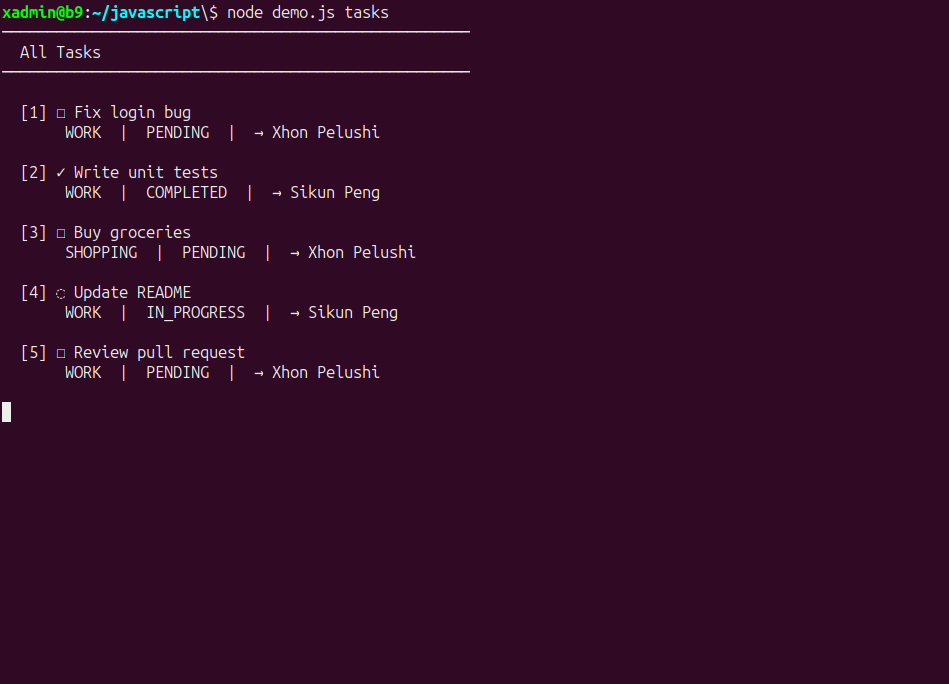 xadmin@b9:~/javascript\$ node demo.js tasks
All Tasks
[1] □ Fix login bug
WORK | PENDING | → Xhon Pelushi
[2] ✓ Write unit tests
WORK | COMPLETED | → Sikun Peng
[3] □ Buy groceries
SHOPPING | PENDING | → Xhon Pelushi
[4] ◌ Update README
WORK | IN_PROGRESS | → Sikun Peng
[5] □ Review pull request
WORK | PENDING | → Xhon Pelushi